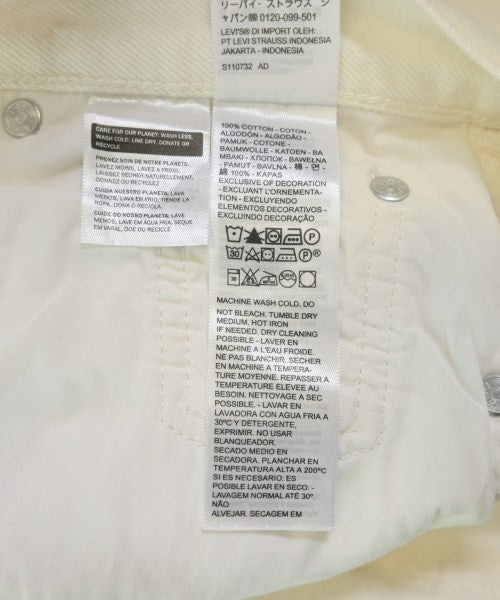 リーバイ・ストラウス ジ
ャパン㈱ 0120-099-501
LEVI'S® DI IMPORT OLEH:
PT LEVI STRAUSS INDONESIA
JAKARTA - INDONESIA
S110732 AD
CARE FOR OUR PLANET: WASH LESS,
WASH COLD, LINE DRY, DONATE OR
RECYCLE
PRENEZ SOIN DE NOTRE PLANETE:
LAVEZ MOINS, LAVEZ A FROID,
LAISSEZ SECHER NATURELLEMENT,
DONNEZ OU RECYCLEZ
CUIDA NUESTRO PLANETA: LAVA
MENOS, LAVA EN FRIO, TIENDE
LA ROPA, DONA O RECICLA.
CUIDE DO NOSSO PLANETA: LAVE
MENOS, LAVE EM ÁGUA FRIA, SEQUE
EM VARAL, DOE OU RECICLE.
100% COTTON - COTON -
ALGODÓN - ALGODÃO -
PAMUK - COTONE -
BAUMWOLLE - KATOEN - BA
MBAKI - ХЛОПОК - BAWEŁNA
- PAMUT - BAVLNA - 棉 - 면 -
綿 100% - KAPAS
EXCLUSIVE OF DECORATION
- EXCLUANT L'ORNEMENTA-
TION - EXCLUYENDO
ELEMENTOS DECORATIVOS -
EXCLUINDO DECORAÇÃO
P
30 P ®
MACHINE WASH COLD. DO
NOT BLEACH. TUMBLE DRY
MEDIUM. HOT IRON
IF NEEDED. DRY CLEANING
POSSIBLE - LAVER EN
MACHINE A L'EAU FROIDE.
NE PAS BLANCHIR. SECHER
EN MACHINE A TEMPERA-
TURE MOYENNE. REPASSER A
TEMPERATURE ELEVEE AU
BESOIN. NETTOYAGE A SEC
POSSIBLE. - LAVAR EN
LAVADORA CON AGUA FRIA A
30ºC Y DETERGENTE,
EXPRIMIR. NO USAR
BLANQUEADOR.
SECADO MEDIO EN
SECADORA. PLANCHAR EN
TEMPERATURA ALTA A 200ºC
SI ES NECESARIO. ES
POSIBLE LAVAR EN SECO. -
LAVAGEM NORMAL ATÉ 30º.
NÃO
ALVEJAR. SECAGEM EM